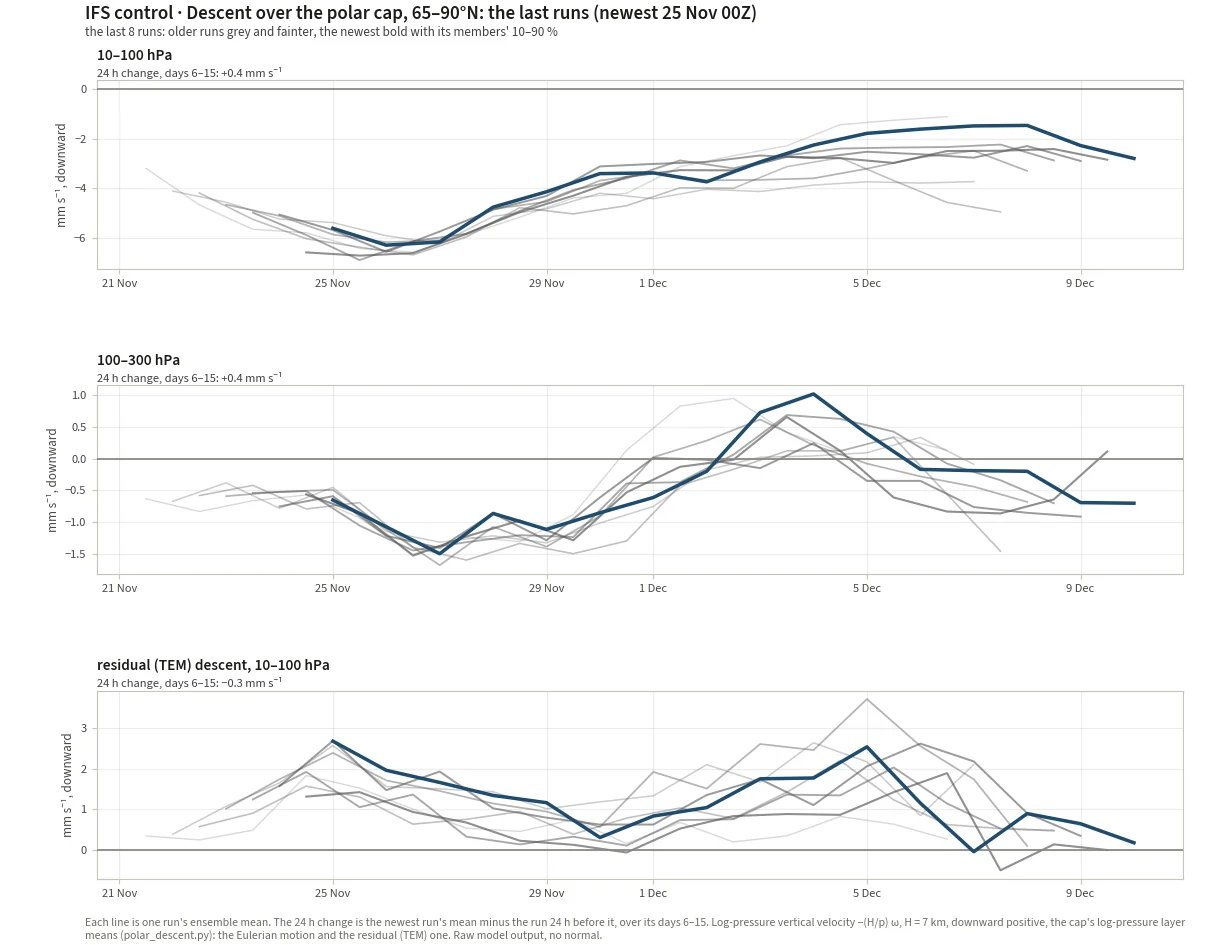 IFS control · Descent over the polar cap, 65–90°N: the last runs (newest 25 Nov 00Z)
the last 8 runs: older runs grey and fainter, the newest bold with its members' 10–90 %
10–100 hPa
24 h change, days 6–15: +0.4 mm s⁻¹
0
−2
−4
−6
mm s⁻¹, downward
21 Nov
25 Nov
29 Nov
1 Dec
5 Dec
9 Dec
100–300 hPa
24 h change, days 6–15: +0.4 mm s⁻¹
1.0
0.5
0.0
−0.5
−1.0
−1.5
mm s⁻¹, downward
21 Nov
25 Nov
29 Nov
1 Dec
5 Dec
9 Dec
residual (TEM) descent, 10–100 hPa
24 h change, days 6–15: −0.3 mm s⁻¹
3
2
1
0
mm s⁻¹, downward
21 Nov
25 Nov
29 Nov
1 Dec
5 Dec
9 Dec
Each line is one run's ensemble mean. The 24 h change is the newest run's mean minus the run 24 h before it, over its days 6–15. Log-pressure vertical velocity −(H/p) ω, H = 7 km, downward positive, the cap's log-pressure layer
means (polar_descent.py): the Eulerian motion and the residual (TEM) one. Raw model output, no normal.